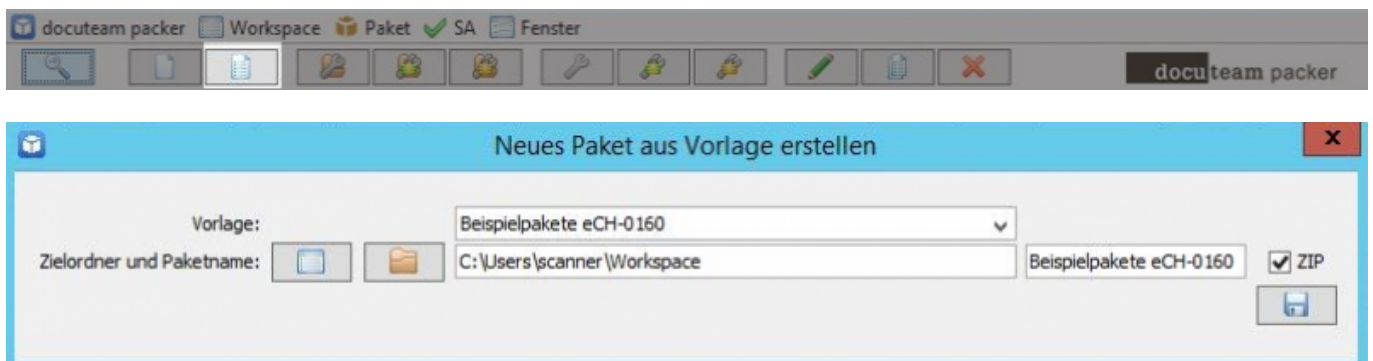 docuteam packer Workspace Paket SA Fenster
docuteam packer
Neues Paket aus Vorlage erstellen
x
Vorlage: Beispielpakete eCH-0160
Zielordner und Paketname: C:\Users\scanner\Workspace Beispielpakete eCH-0160 ZIP